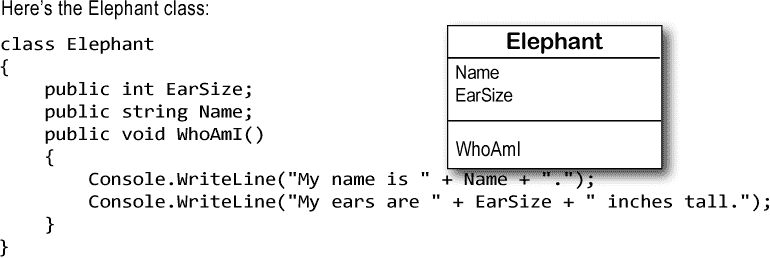 Here's the Elephant class:
class Elephant
{
    public int EarSize;
    public string Name;
    public void WhoAmI()
    {
        Console.WriteLine("My name is " + Name + ".");
        Console.WriteLine("My ears are " + EarSize + " inches tall.");
    }
}
Elephant
Name
EarSize
WhoAmI